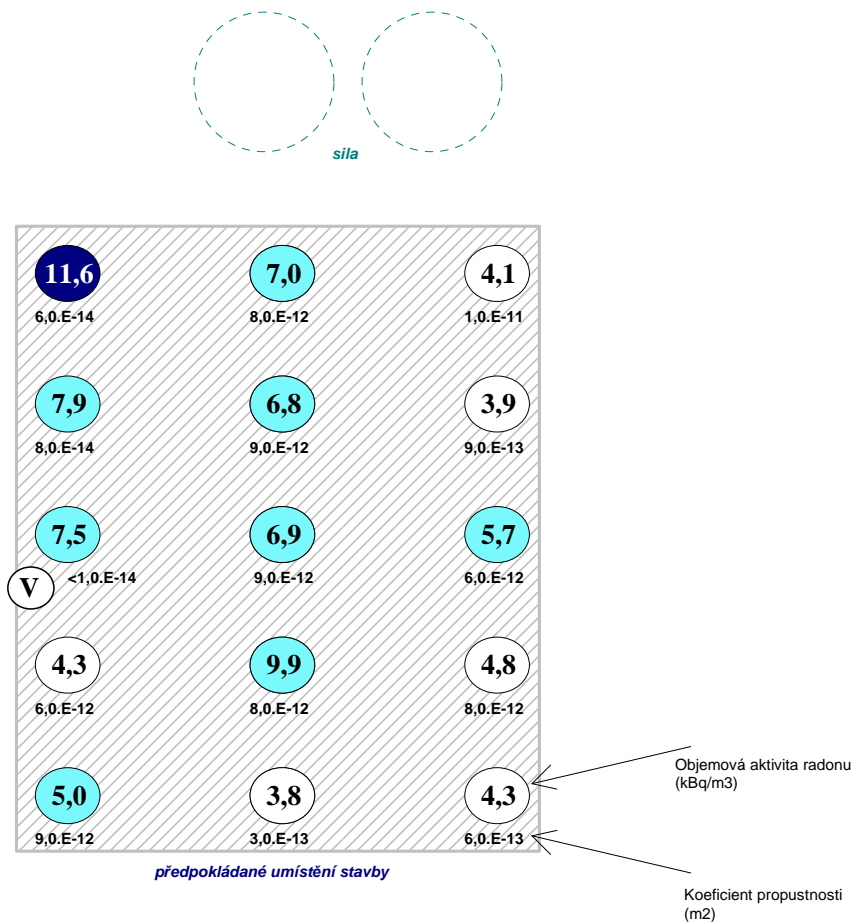 sila
11,6 7,0 4,1
6,0.E-14 8,0.E-12 1,0.E-11
7,9 6,8 3,9
8,0.E-14 9,0.E-12 9,0.E-13
7,5 6,9 5,7
<1,0.E-14 9,0.E-12 6,0.E-12
V
4,3 9,9 4,8
6,0.E-12 8,0.E-12 8,0.E-12
5,0 3,8 4,3
9,0.E-12 3,0.E-13 6,0.E-13
Objemová aktivita radonu
(kBq/m3)
předpokládané umístění stavby
Koeficient propustnosti
(m2)